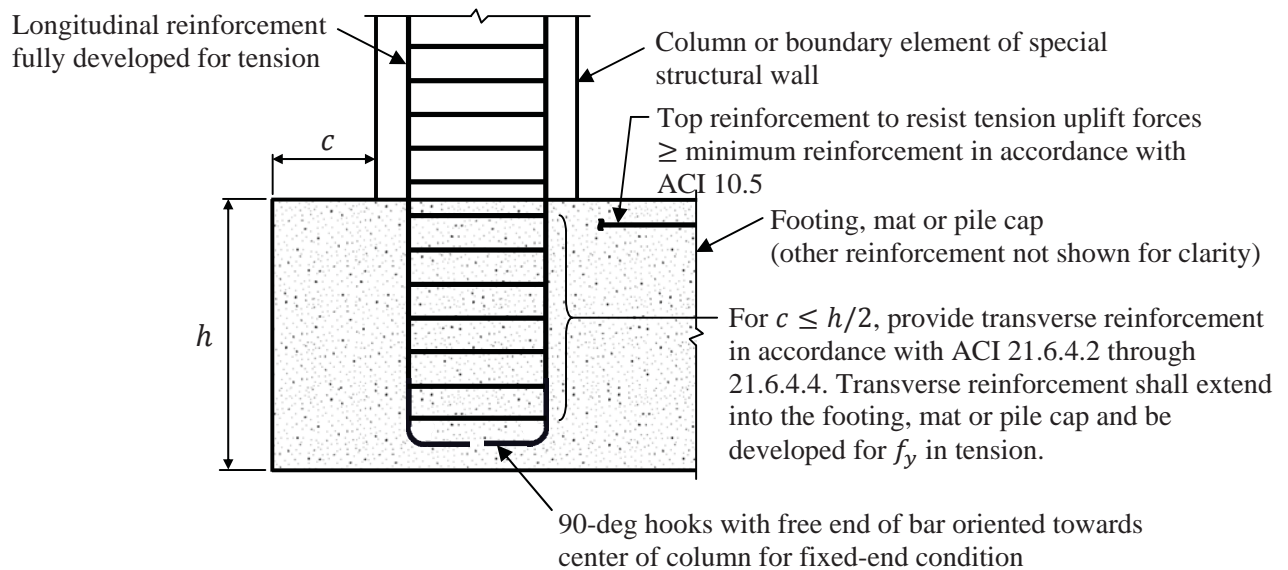 Longitudinal reinforcement
fully developed for tension
Column or boundary element of special
structural wall
Top reinforcement to resist tension uplift forces
≥ minimum reinforcement in accordance with
ACI 10.5
c
Footing, mat or pile cap
(other reinforcement not shown for clarity)
h
For c ≤ h/2, provide transverse reinforcement
in accordance with ACI 21.6.4.2 through
21.6.4.4. Transverse reinforcement shall extend
into the footing, mat or pile cap and be
developed for fy in tension.
90-deg hooks with free end of bar oriented towards
center of column for fixed-end condition